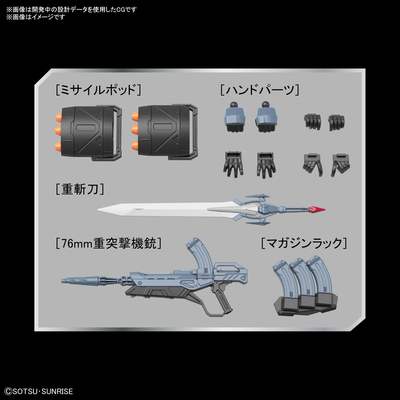 ※画像は開発中の設計データを使用したCGです
※画像はイメージです
[ミサイルポッド]
[ハンドパーツ]
[重斬刀]
[76mm重突撃機銃]
[マガジンラック]
©SOTSU・SUNRISE